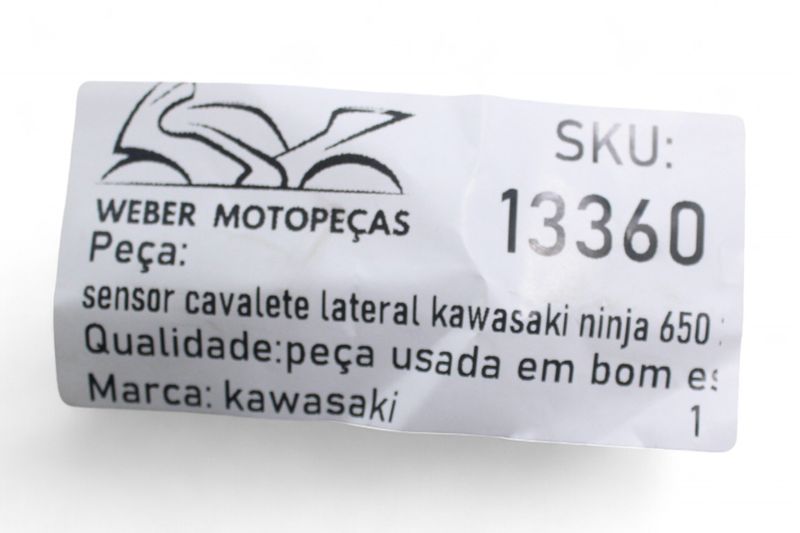 WEBER MOTOPEÇAS
SKU:
13360
Peça:
sensor cavalete lateral kawasaki ninja 650
Qualidade:peça usada em bom
Marca: kawasaki
1